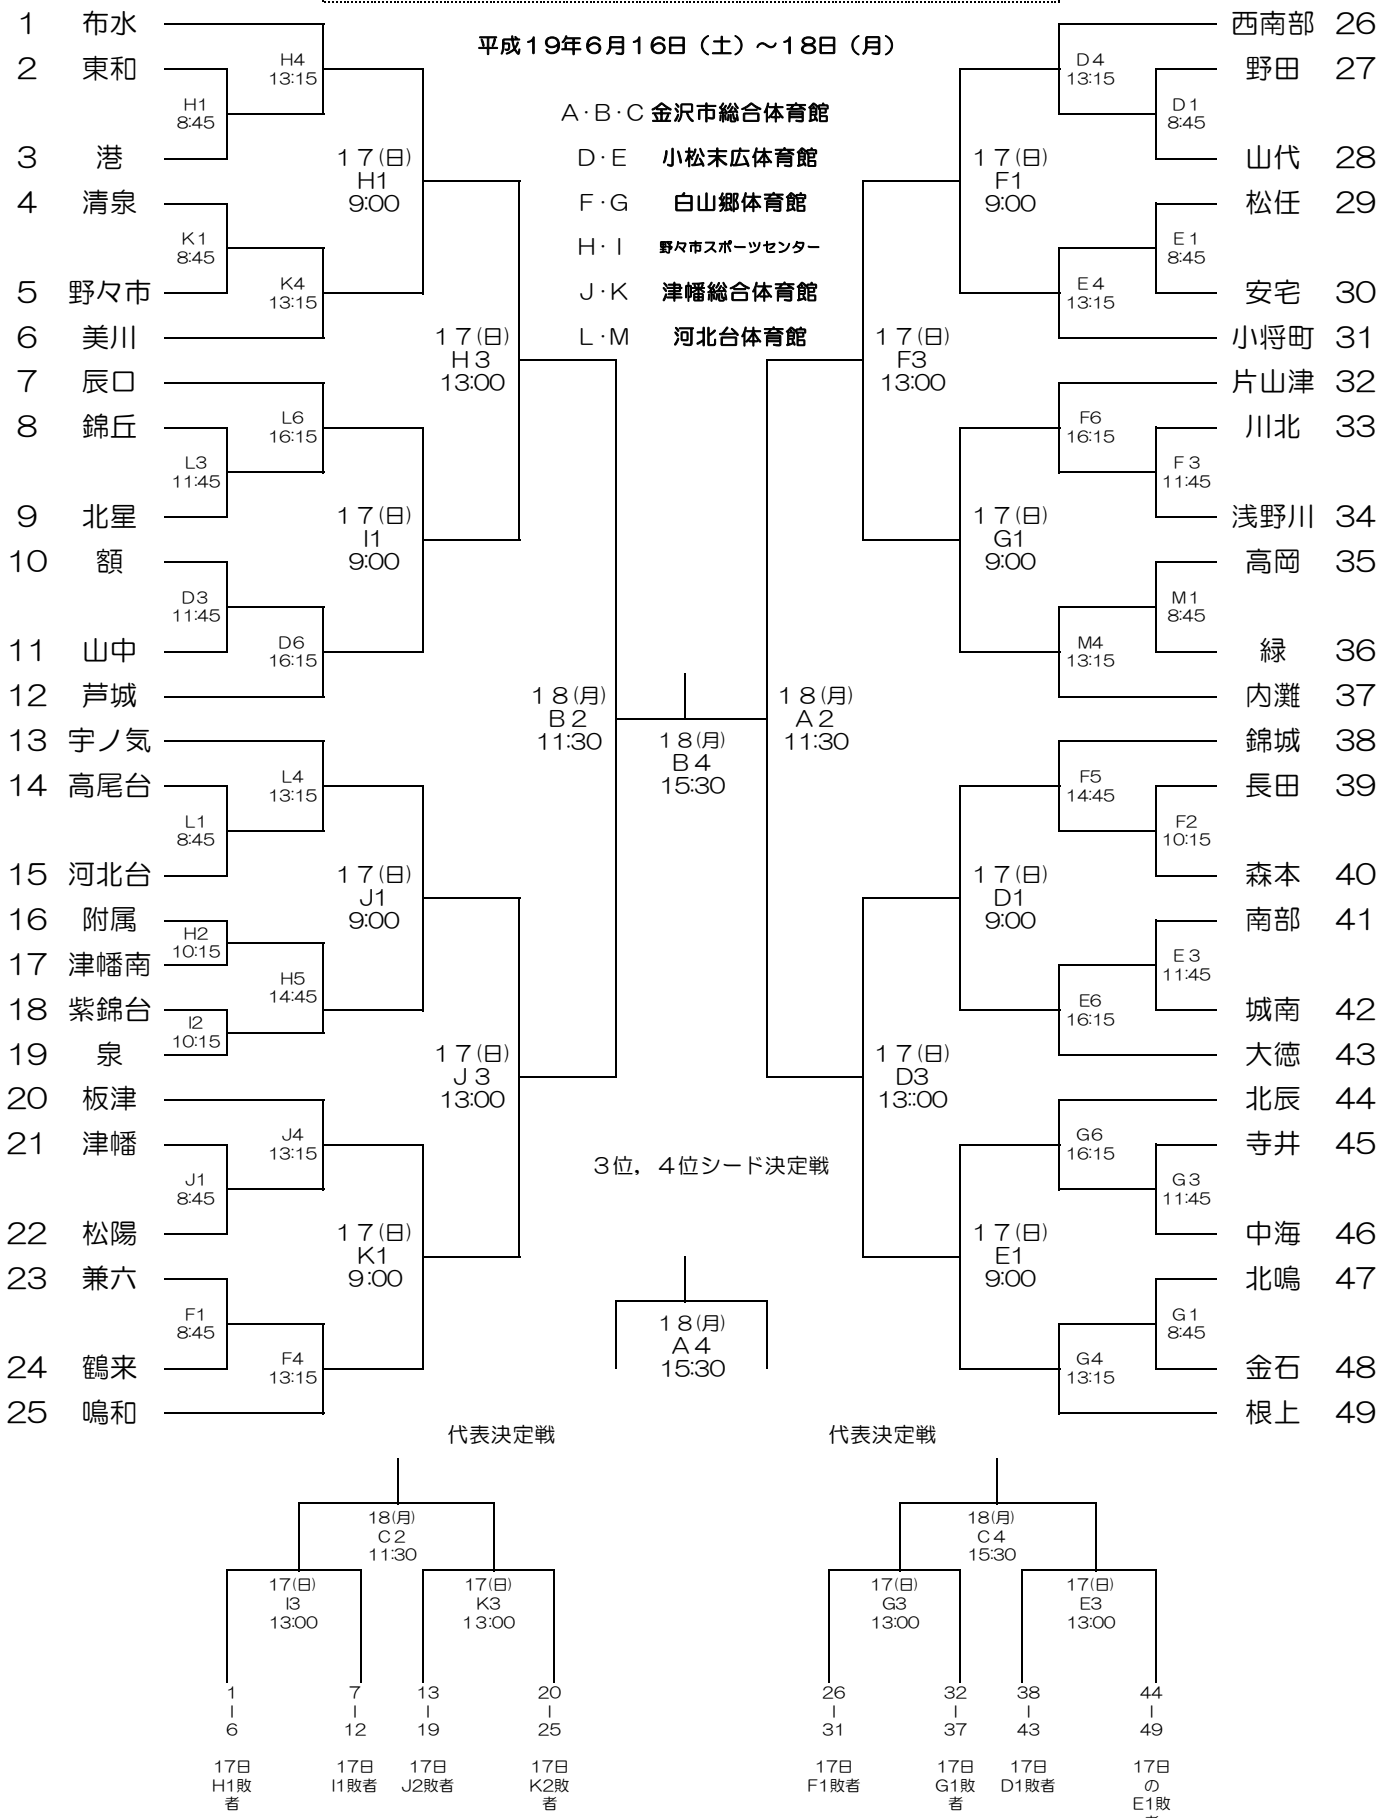 平成19年6月16日（土）～18日（月）
A・B・C 金沢市総合体育館
D・E 小松末広体育館
F・G 白山郷体育館
H・I 野々市スポーツセンター
J・K 津幡総合体育館
L・M 河北台体育館
1 布水
2 東和
3 港
4 清泉
5 野々市
6 美川
7 辰口
8 錦丘
9 北星
10 額
11 山中
12 芦城
13 宇ノ気
14 高尾台
15 河北台
16 附属
17 津幡南
18 紫錦台
19 泉
20 板津
21 津幡
22 松陽
23 兼六
24 鶴来
25 鳴和
H1
8:45
K1
8:45
L3
11:45
D3
11:45
L1
8:45
H2
10:15
I2
10:15
J1
8:45
F1
8:45
H4
13:15
K4
13:15
L6
16:15
D6
16:15
L4
13:15
H5
14:45
J4
13:15
F4
13:15
17(日)
H1
9:00
17(日)
I1
9:00
17(日)
J1
9:00
17(日)
K1
9:00
17(日)
H3
13:00
17(日)
J3
13:00
18(月)
B2
11:30
18(月)
B4
15:30
18(月)
A2
11:30
17(日)
F3
13:00
17(日)
D3
13::00
17(日)
F1
9:00
17(日)
G1
9:00
17(日)
D1
9:00
17(日)
E1
9:00
D4
13:15
E4
13:15
F6
16:15
M4
13:15
F5
14:45
E6
16:15
G6
16:15
G4
13:15
D1
8:45
E1
8:45
F3
11:45
M1
8:45
F2
10:15
E3
11:45
G3
11:45
G1
8:45
西南部 26
野田 27
山代 28
松任 29
安宅 30
小将町 31
片山津 32
川北 33
浅野川 34
高岡 35
緑 36
内灘 37
錦城 38
長田 39
森本 40
南部 41
城南 42
大徳 43
北辰 44
寺井 45
中海 46
北鳴 47
金石 48
根上 49
3位，4位シード決定戦
18(月)
A4
15:30
代表決定戦
18(月)
C2
11:30
17(日)
I3
13:00
17(日)
K3
13:00
1
|
6
17日
H1敗
者
7
|
12
17日
I1敗者
13
|
19
17日
J2敗者
20
|
25
17日
K2敗
者
代表決定戦
18(月)
C4
15:30
17(日)
G3
13:00
17(日)
E3
13:00
26
|
31
17日
F1敗者
32
|
37
17日
G1敗
者
38
|
43
17日
D1敗者
44
|
49
17日
の
E1敗